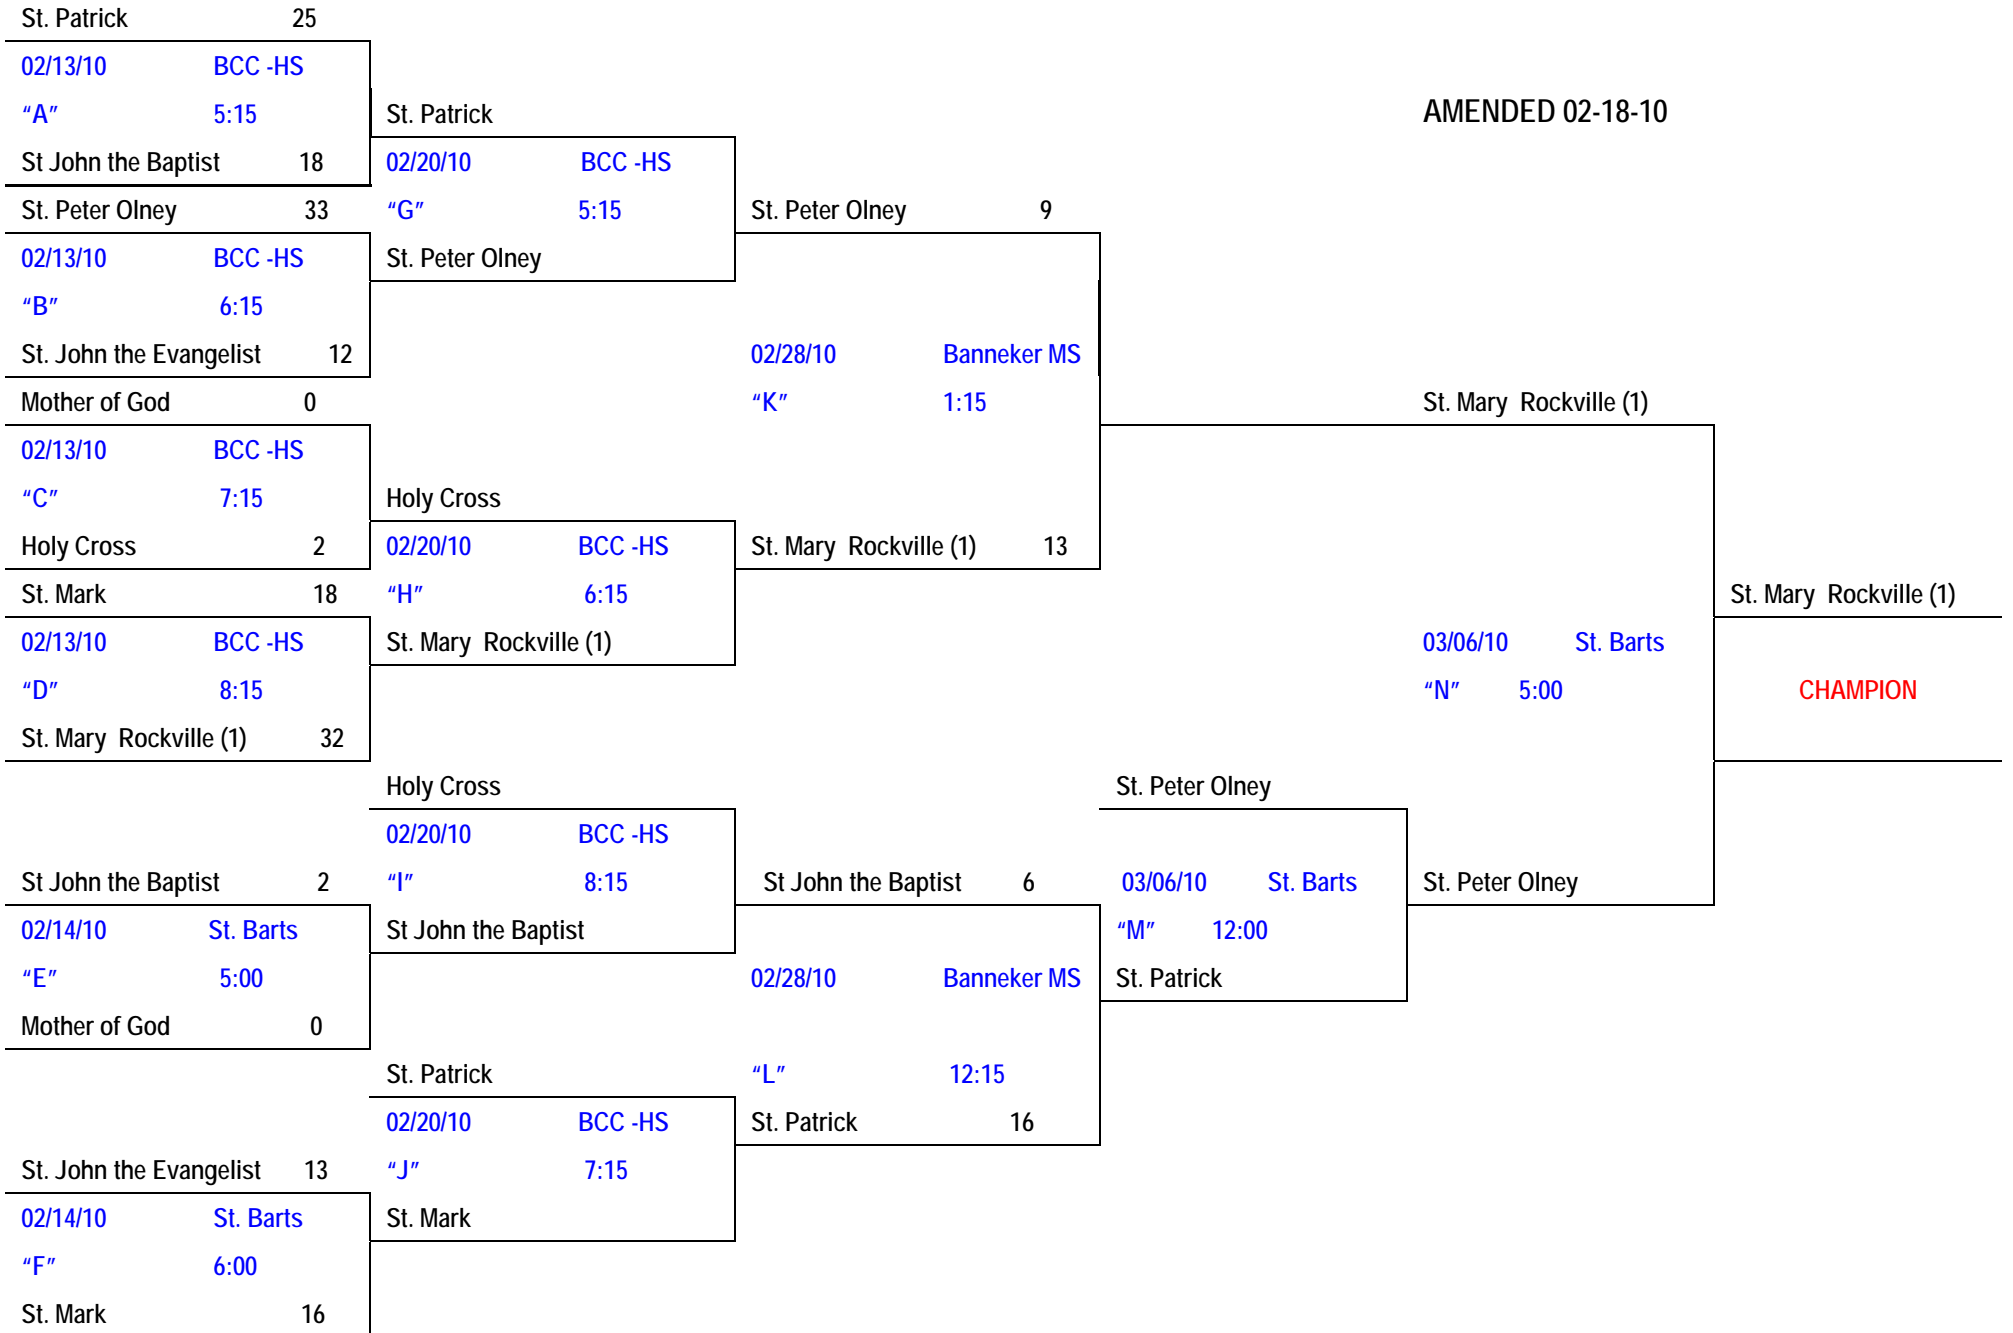 St. Patrick 25
02/13/10 BCC -HS
“A” 5:15 St. Patrick AMENDED 02-18-10
St John the Baptist 18 02/20/10 BCC -HS
St. Peter Olney 33 “G” 5:15 St. Peter Olney 9
02/13/10 BCC -HS St. Peter Olney
“B” 6:15
St. John the Evangelist 12 02/28/10 Banneker MS
Mother of God 0 “K” 1:15 St. Mary Rockville (1)
02/13/10 BCC -HS
“C” 7:15 Holy Cross
Holy Cross 2 02/20/10 BCC -HS St. Mary Rockville (1) 13
St. Mark 18 “H” 6:15 St. Mary Rockville (1)
02/13/10 BCC -HS St. Mary Rockville (1) 03/06/10 St. Barts
“D” 8:15 “N” 5:00 CHAMPION
St. Mary Rockville (1) 32
Holy Cross St. Peter Olney
02/20/10 BCC -HS
St John the Baptist 2 “I” 8:15 St John the Baptist 6 03/06/10 St. Barts St. Peter Olney
02/14/10 St. Barts St John the Baptist “M” 12:00
“E” 5:00 02/28/10 Banneker MS St. Patrick
Mother of God 0
St. Patrick “L” 12:15
02/20/10 BCC -HS St. Patrick 16
St. John the Evangelist 13 “J” 7:15
02/14/10 St. Barts St. Mark
“F” 6:00
St. Mark 16